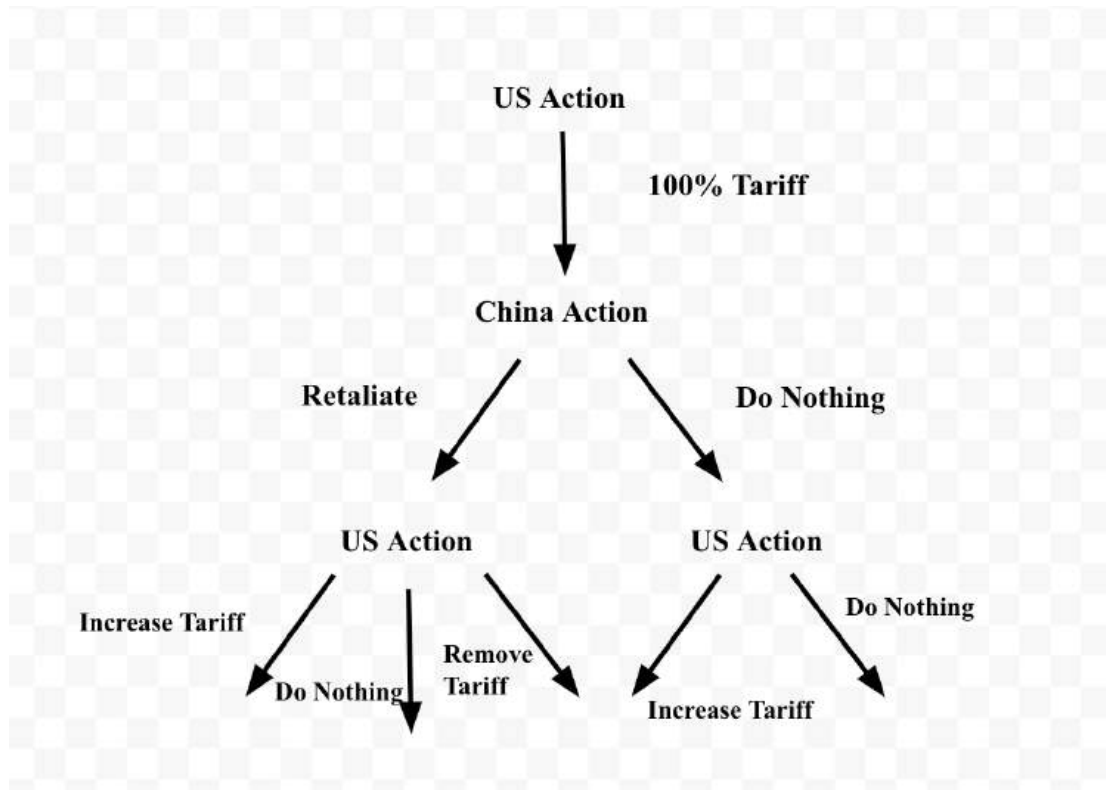 US Action
100% Tariff
China Action
Retaliate
Do Nothing
US Action
US Action
Increase Tariff
Do Nothing
Remove
Tariff
Do Nothing
Increase Tariff